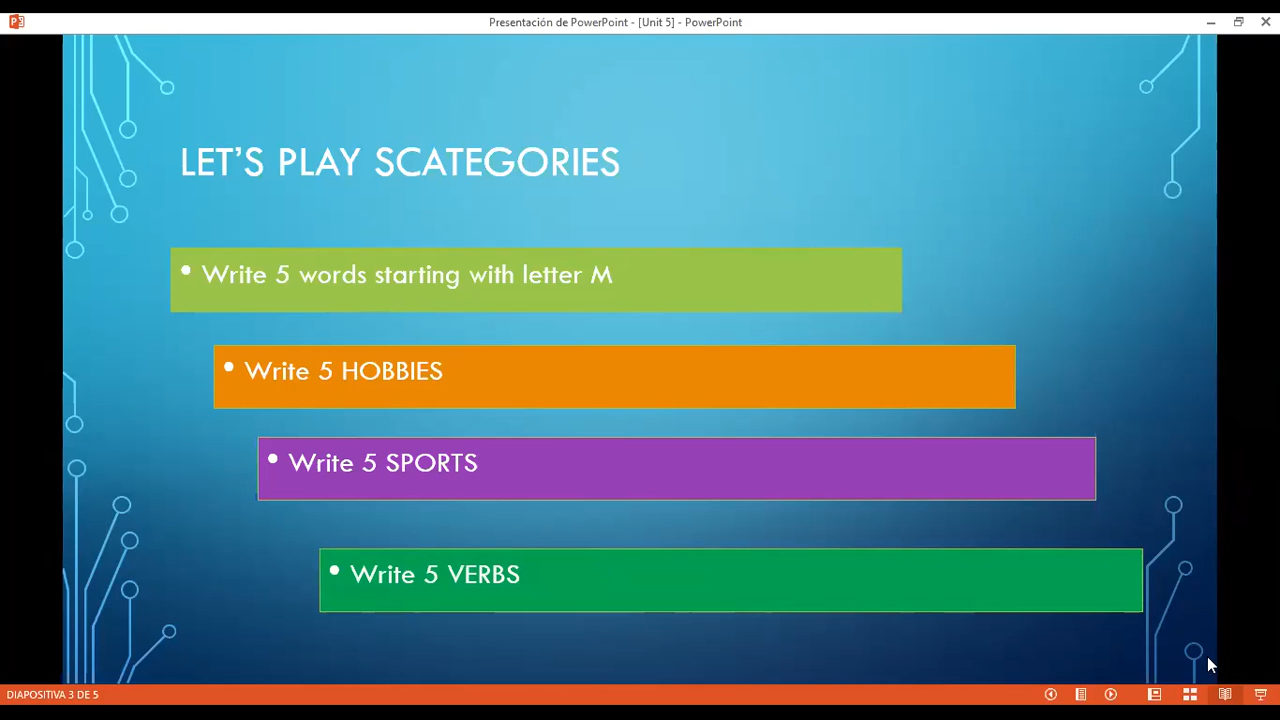 Presentación de PowerPoint - [Unit 5] - PowerPoint
LET'S PLAY SCATEGORIES
• Write 5 words starting with letter M
• Write 5 HOBBIES
• Write 5 SPORTS
• Write 5 VERBS
DIAPOSITIVA 3 DE 5